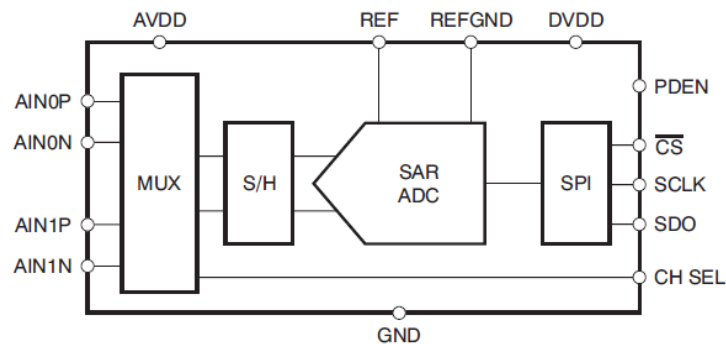 AVDD REF REFGND DVDD
PDEN
AIN0P
AIN0N
CS
MUX S/H SAR ADC SPI SCLK
AIN1P
SDO
AIN1N
CH SEL
GND